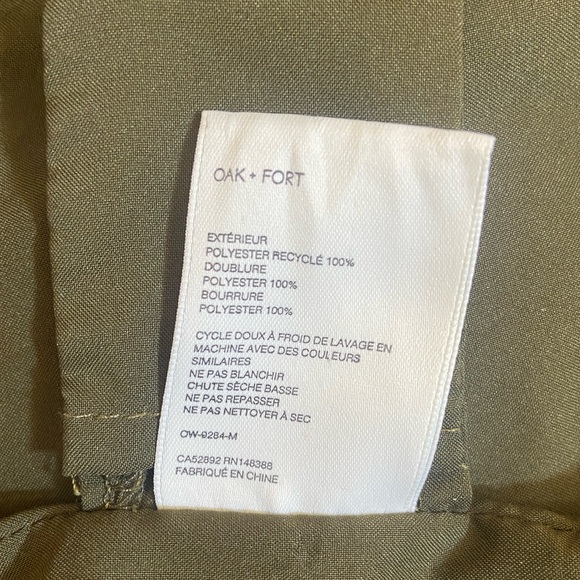 OAK + FORT
EXTÉRIEUR
POLYESTER RECYCLÉ 100%
DOUBLURE
POLYESTER 100%
BOURRURE
POLYESTER 100%
CYCLE DOUX À FROID DE LAVAGE EN
MACHINE AVEC DES COULEURS
SIMILAIRES
NE PAS BLANCHIR
CHUTE SÈCHE BASSE
NE PAS REPASSER
NE PAS NETTOYER À SEC
OW-9284-M
CA52892 RN148388
FABRIQUÉ EN CHINE